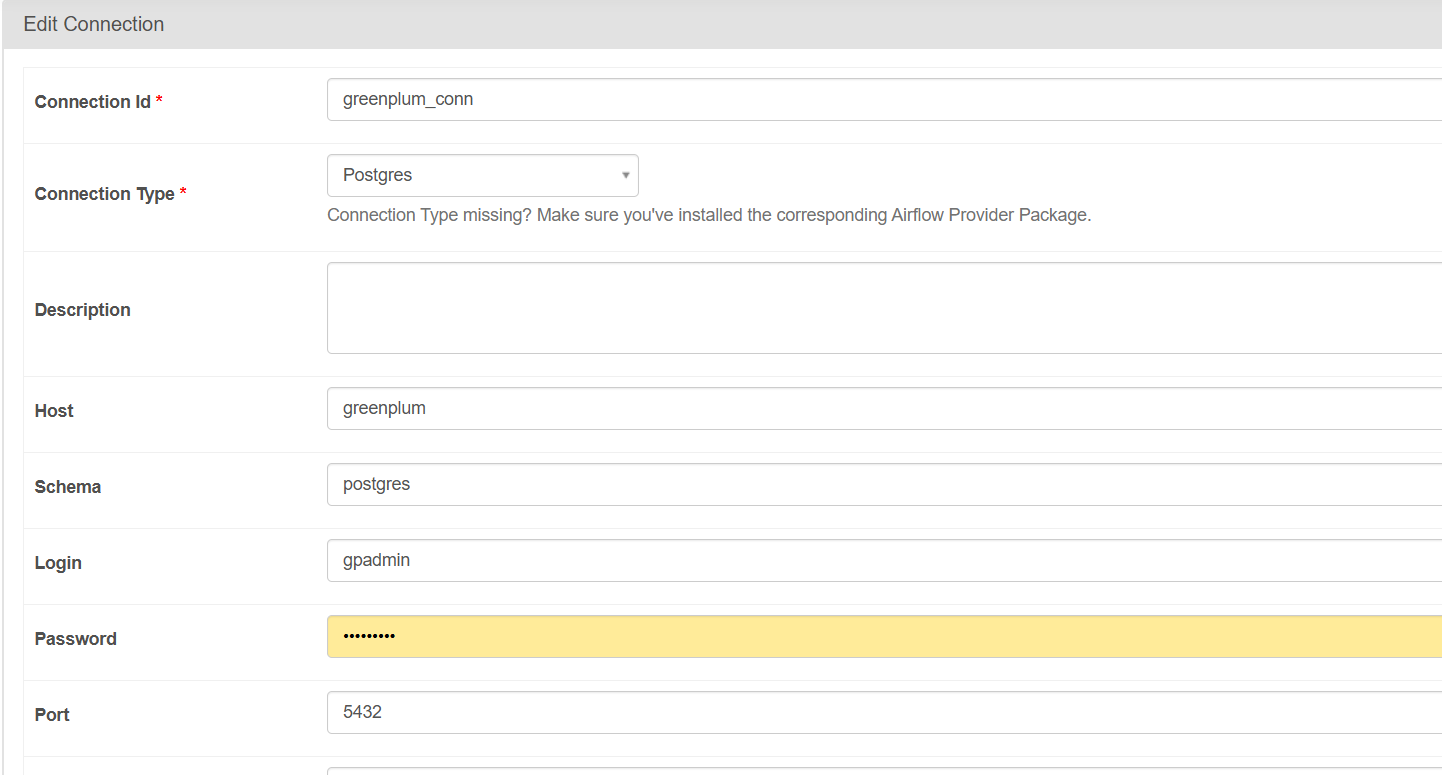 Edit Connection
Connection Id *
greenplum_conn
Connection Type *
Postgres
Connection Type missing? Make sure you've installed the corresponding Airflow Provider Package.
Description
Host
greenplum
Schema
postgres
Login
gpadmin
Password
•••••••••
Port
5432